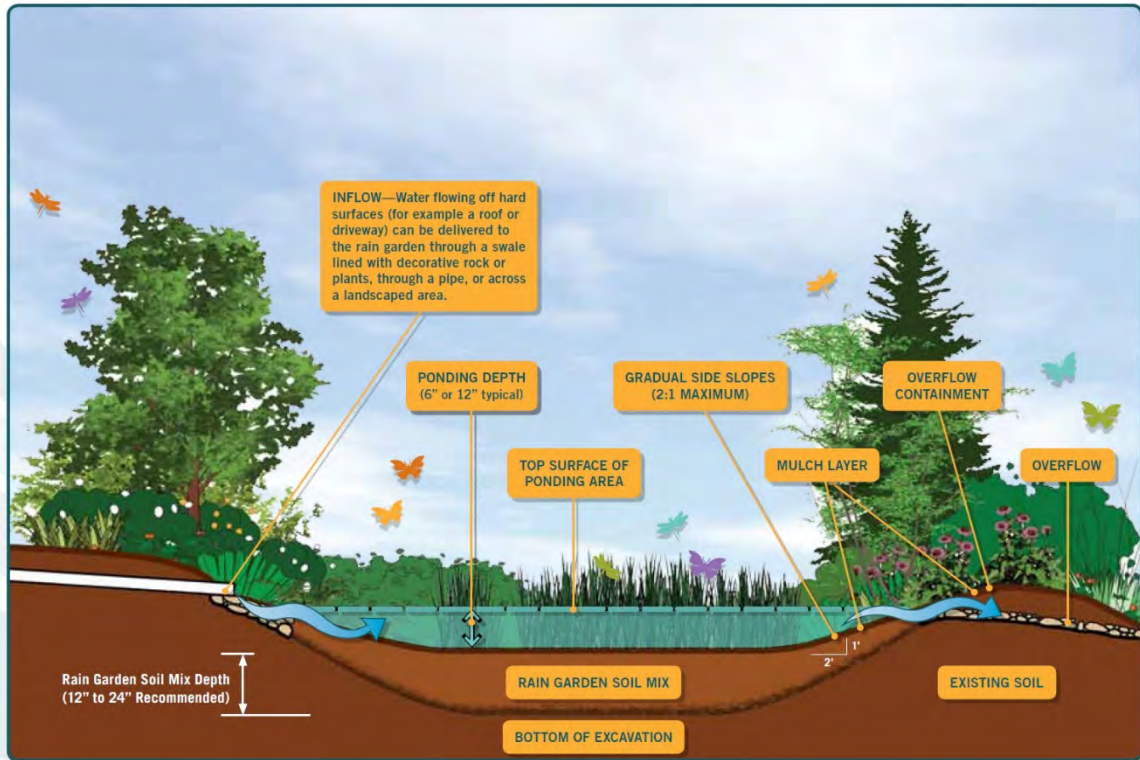 INFLOW—Water flowing off hard
surfaces (for example a roof or
driveway) can be delivered to
the rain garden through a swale
lined with decorative rock or
plants, through a pipe, or across
a landscaped area.
PONDING DEPTH
(6” or 12” typical)
GRADUAL SIDE SLOPES
(2:1 MAXIMUM)
OVERFLOW
CONTAINMENT
TOP SURFACE OF
PONDING AREA
MULCH LAYER
OVERFLOW
1'
2'
Rain Garden Soil Mix Depth
(12” to 24” Recommended)
RAIN GARDEN SOIL MIX
EXISTING SOIL
BOTTOM OF EXCAVATION